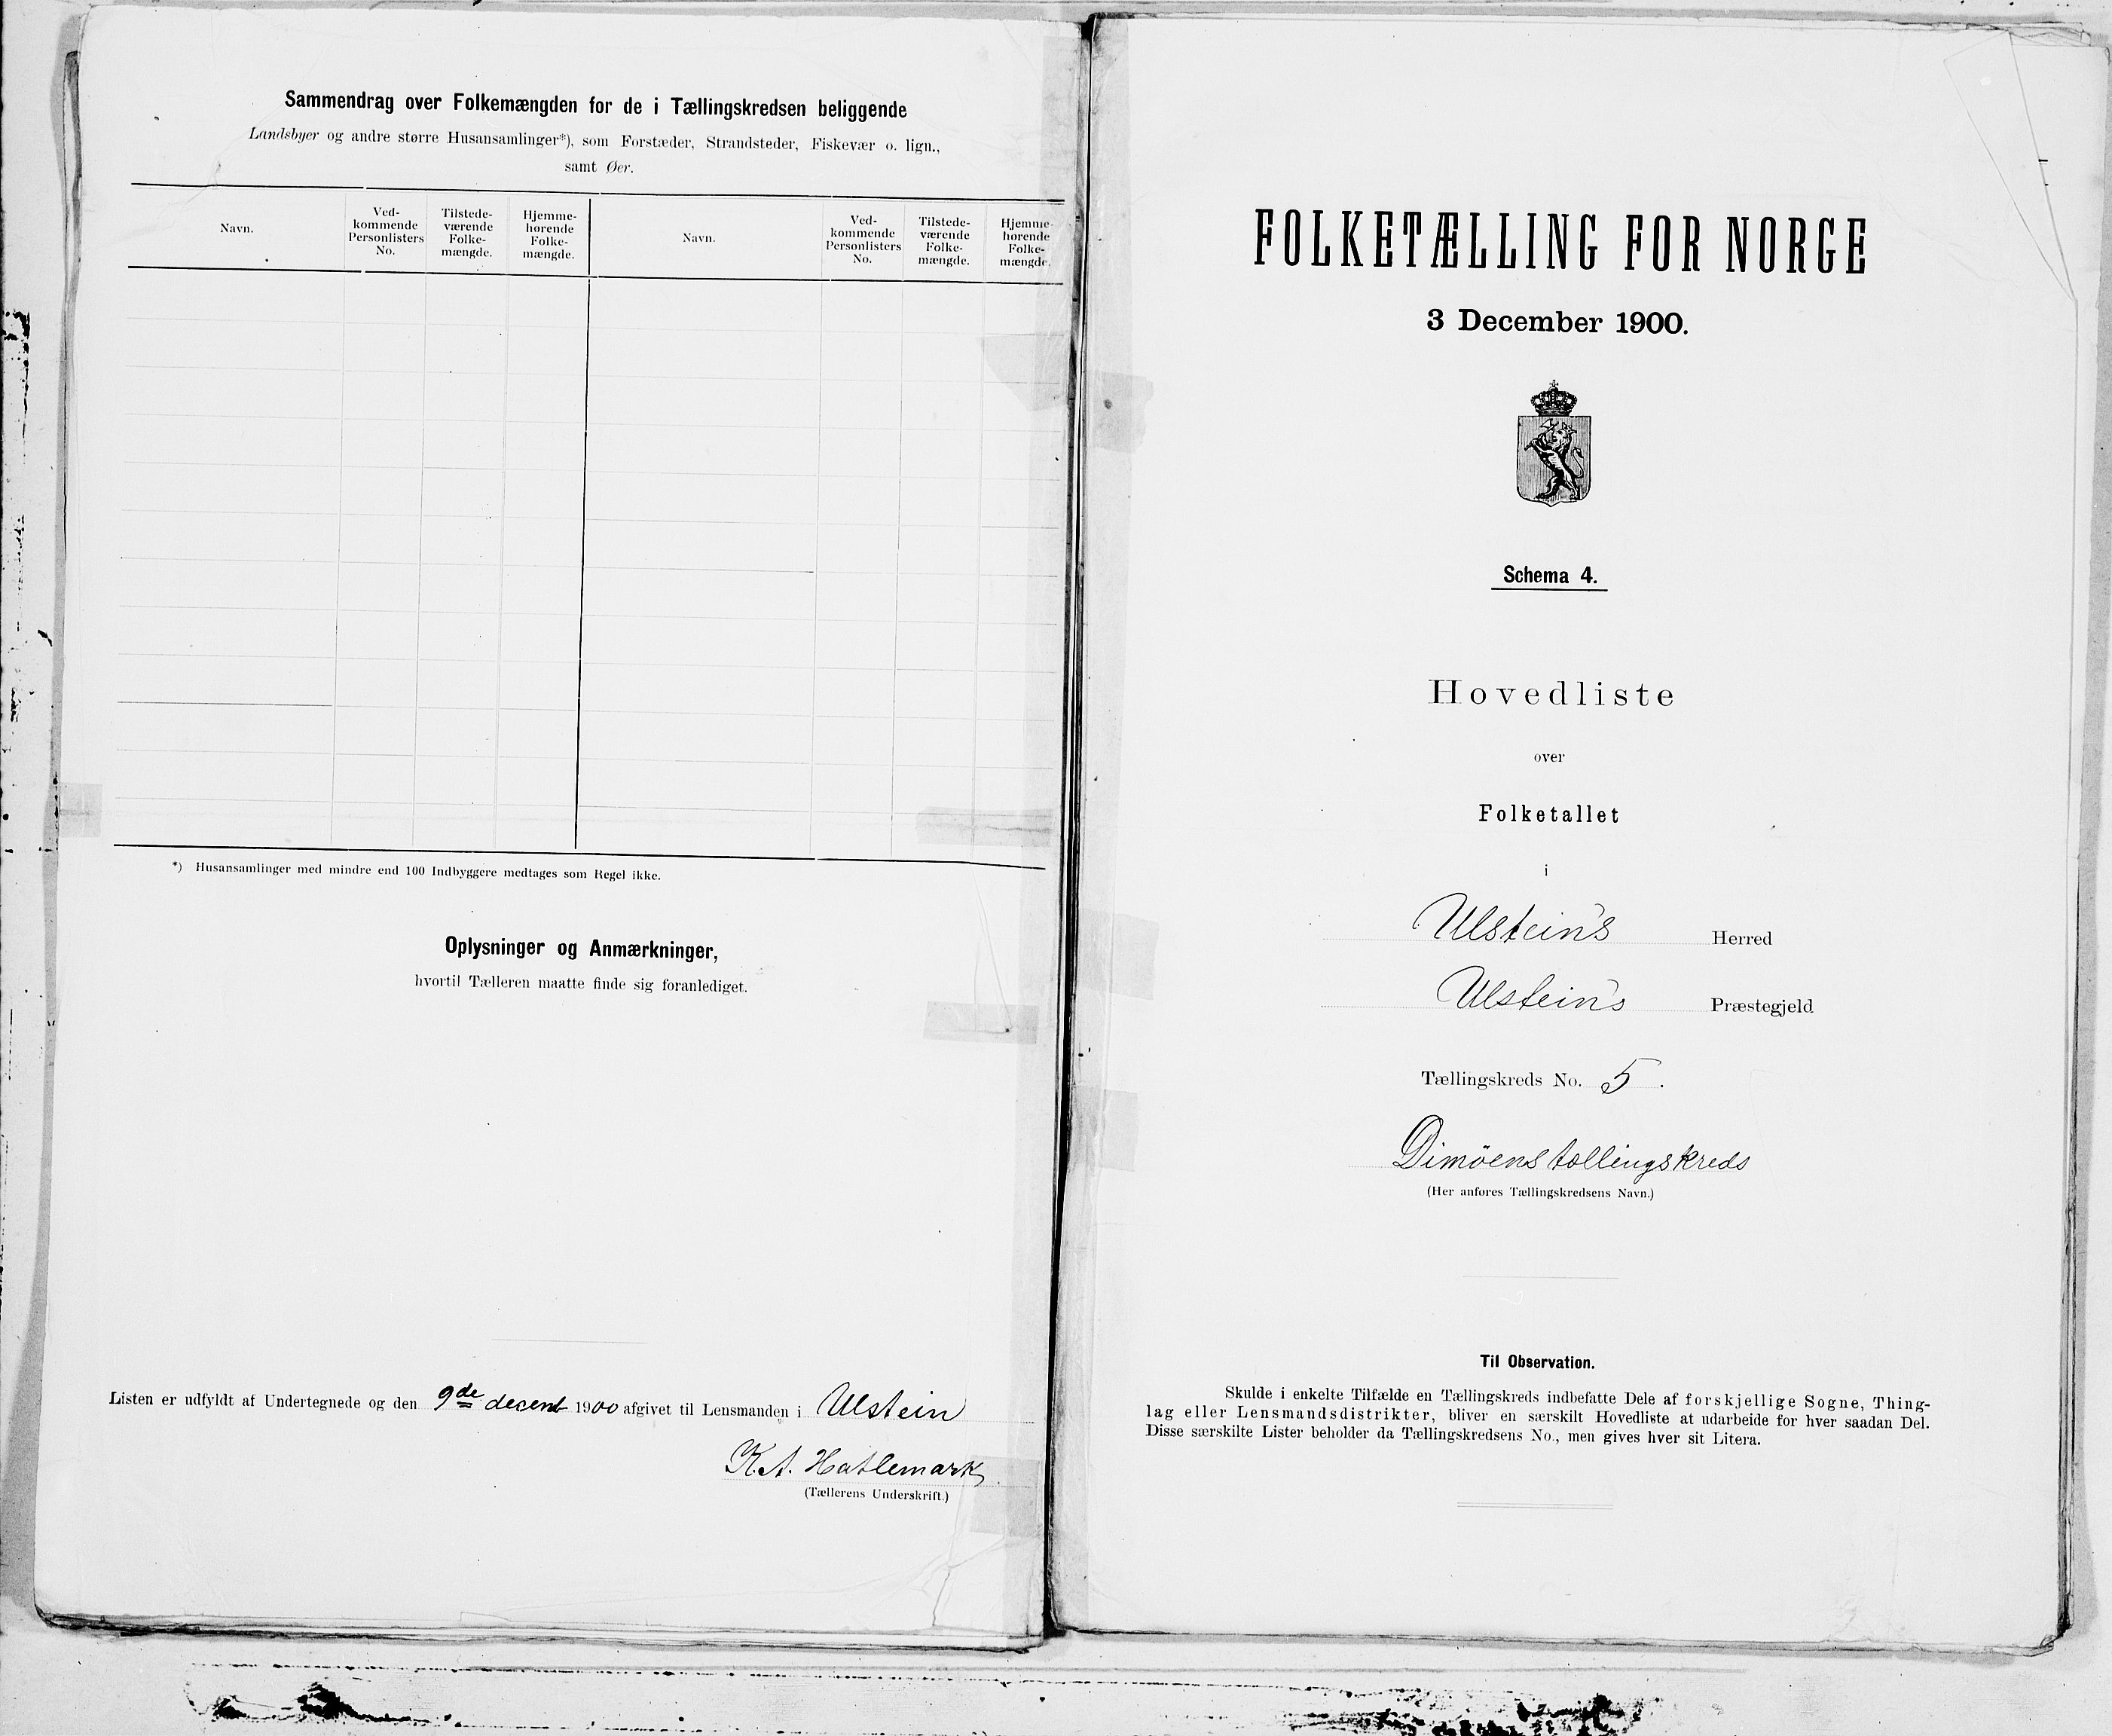 Sammendrag over Folkemængden for de i Tællingskredsen beliggende
Landsbyer og andre større Husansamlinger*), som Forstæder, Strandsteder, Fiskevær o. lign.,
samt Øer.
Navn.
Ved-
kommende
Personlisters
No.
Tilstede-
værende
Folke-
mængde.
Hjemme-
hørende
Folke-
mængde.
Navn.
Ved-
kommende
Personlisters
No.
Tilstede-
værende
Folke-
mængde.
Hjemme-
hørende
Folke-
mængde.
*) Husansamlinger med mindre end 100 Indbyggere medtages som Regel ikke.
Oplysninger og Anmærkninger,
hvortil Tælleren maatte finde sig foranlediget.
Listen er udfyldt af Undertegnede og den 9de decembr 1900 afgivet til Lensmanden i Ulstein
K. A. Hatlemark
(Tællerens Underskrift.)
FOLKETÆLLING FOR NORGE
3 December 1900.
Schema 4.
Hovedliste
over
Folketallet
i
Ulstein's Herred
Ulstein's Præstegjeld
Tællingskreds No. 5.
Dimöens tællingskreds
(Her anføres Tællingskredsens Navn.)
Til Observation.
Skulde i enkelte Tilfælde en Tællingskreds indbefatte Dele af forskjellige Sogne, Thing-
lag eller Lensmandsdistrikter, bliver en særskilt Hovedliste at udarbeide for hver saadan Del.
Disse særskilte Lister beholder da Tællingskredsens No., men gives hver sit Litera.